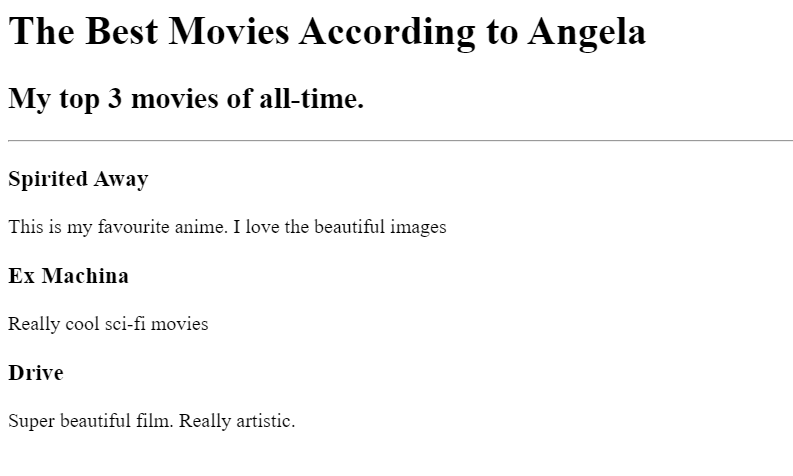 The Best Movies According to Angela
My top 3 movies of all-time.
Spirited Away
This is my favourite anime. I love the beautiful images
Ex Machina
Really cool sci-fi movies
Drive
Super beautiful film. Really artistic.